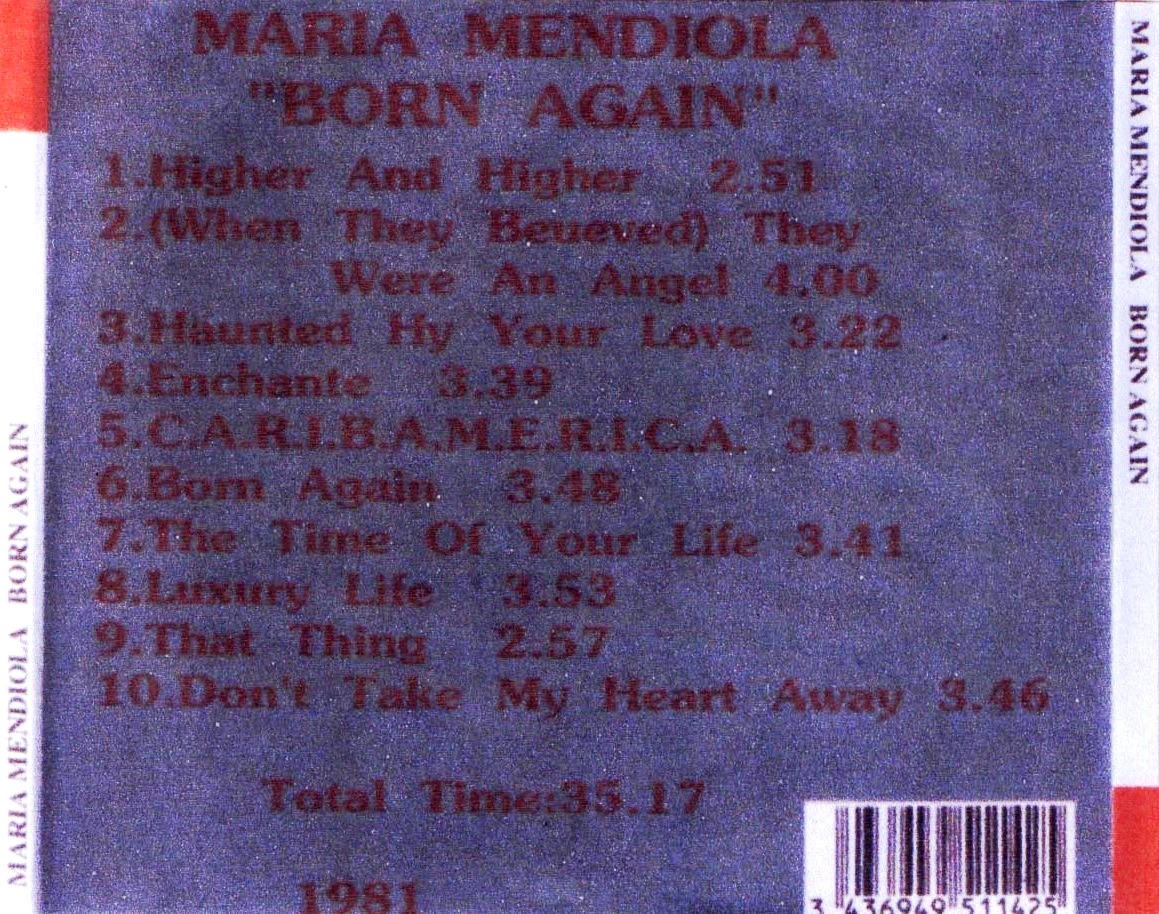 MARIA MENDIOLA
"BORN AGAIN"
1.Higher And Higher 2.51
2.(When They Beueved) They
Were An Angel 4.00
3.Haunted Hy Your Love 3.22
4.Enchante 3.39
5.C.A.R.I.B.A.M.E.R.I.C.A. 3.18
6.Born Again 3.48
7.The Time Of Your Life 3.41
8.Luxury Life 3.53
9.That Thing 2.57
10.Don't Take My Heart Away 3.46
Total Time:35.17
1981
3 436949 511425
MARIA MENDIOLA BORN AGAIN
MARIA MENDIOLA BORN AGAIN